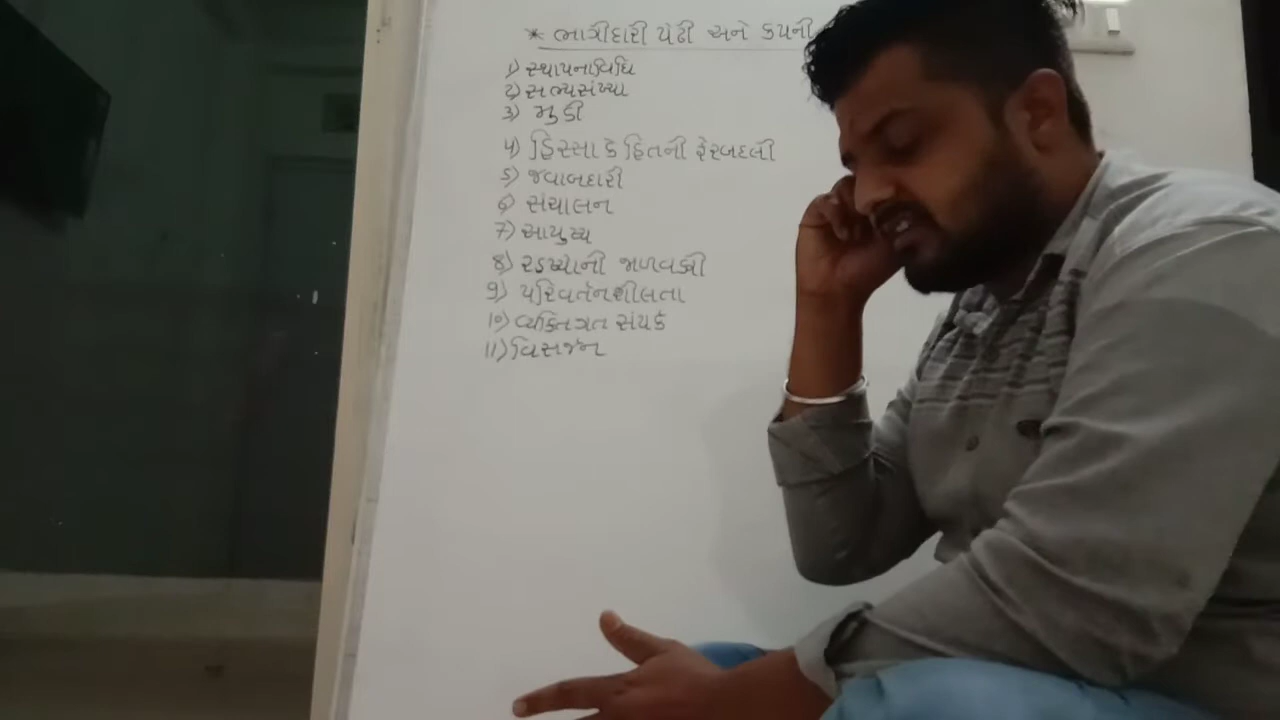 * ભાગીદારી પેઢી અને કંપની
1) સ્થાપનાવિધિ
2) સભ્યસંખ્યા
3) મુડી
4) હિસ્સા કે હિતની ફેરબદલી
5) જવાબદારી
6) સંચાલન
7) આયુષ્ય
8) રહસ્યોની જાળવણી
9) પરિવર્તનશીલતા
10) વ્યક્તિગત સંપર્ક
11) વિસર્જન